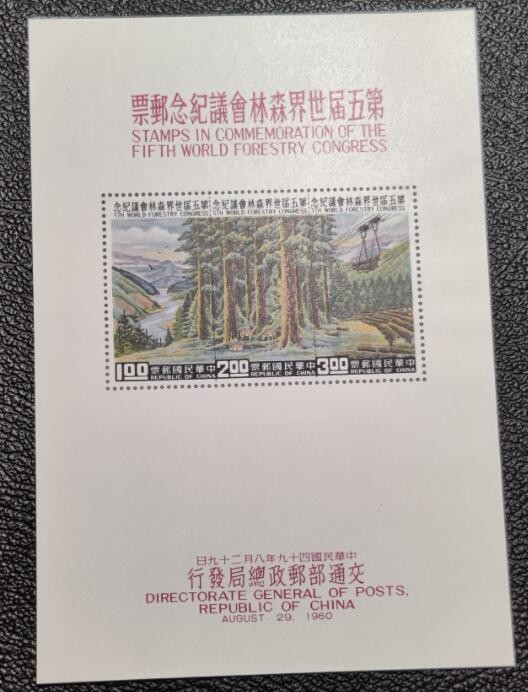 第五屆世界森林會議紀念郵票
STAMPS IN COMMEMORATION OF THE
FIFTH WORLD FORESTRY CONGRESS
第五屆世界森林會議紀念
5TH WORLD FORESTRY CONGRESS
第五屆世界森林會議紀念
5TH WORLD FORESTRY CONGRESS
第五屆世界森林會議紀念
5TH WORLD FORESTRY CONGRESS
1.00 中華民國郵票
REPUBLIC OF CHINA
2.00 中華民國郵票
REPUBLIC OF CHINA
3.00 中華民國郵票
REPUBLIC OF CHINA
中華民國四十九年八月二十九日
交通部郵政總局發行
DIRECTORATE GENERAL OF POSTS,
REPUBLIC OF CHINA
AUGUST 29, 1960